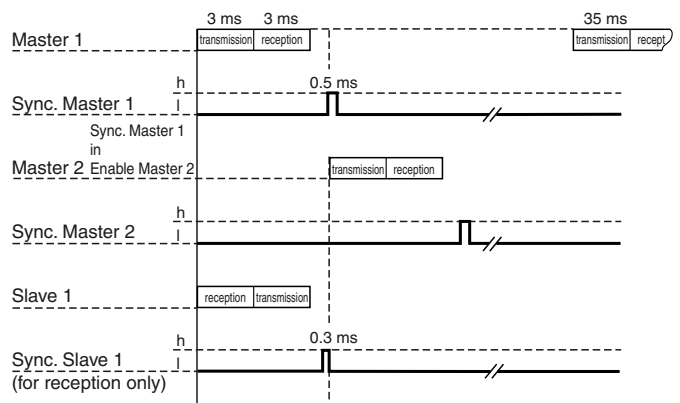 3 ms 3 ms 35 ms
Master 1 transmission reception transmission recept
h 0.5 ms
Sync. Master 1 l
Sync. Master 1
in
Master 2 Enable Master 2 transmission reception
h
Sync. Master 2 l
Slave 1 reception transmission
h 0.3 ms
Sync. Slave 1 l
(for reception only)